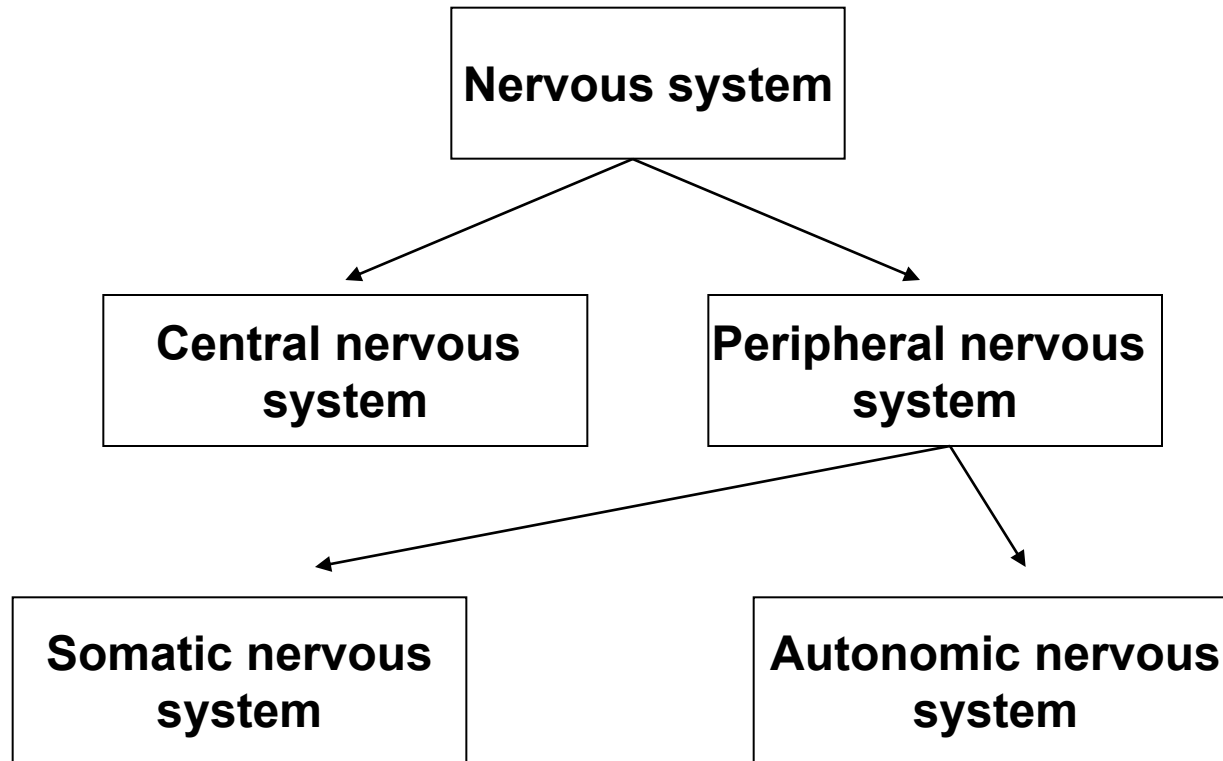 Nervous system
Central nervous
system
Peripheral nervous
system
Somatic nervous
system
Autonomic nervous
system